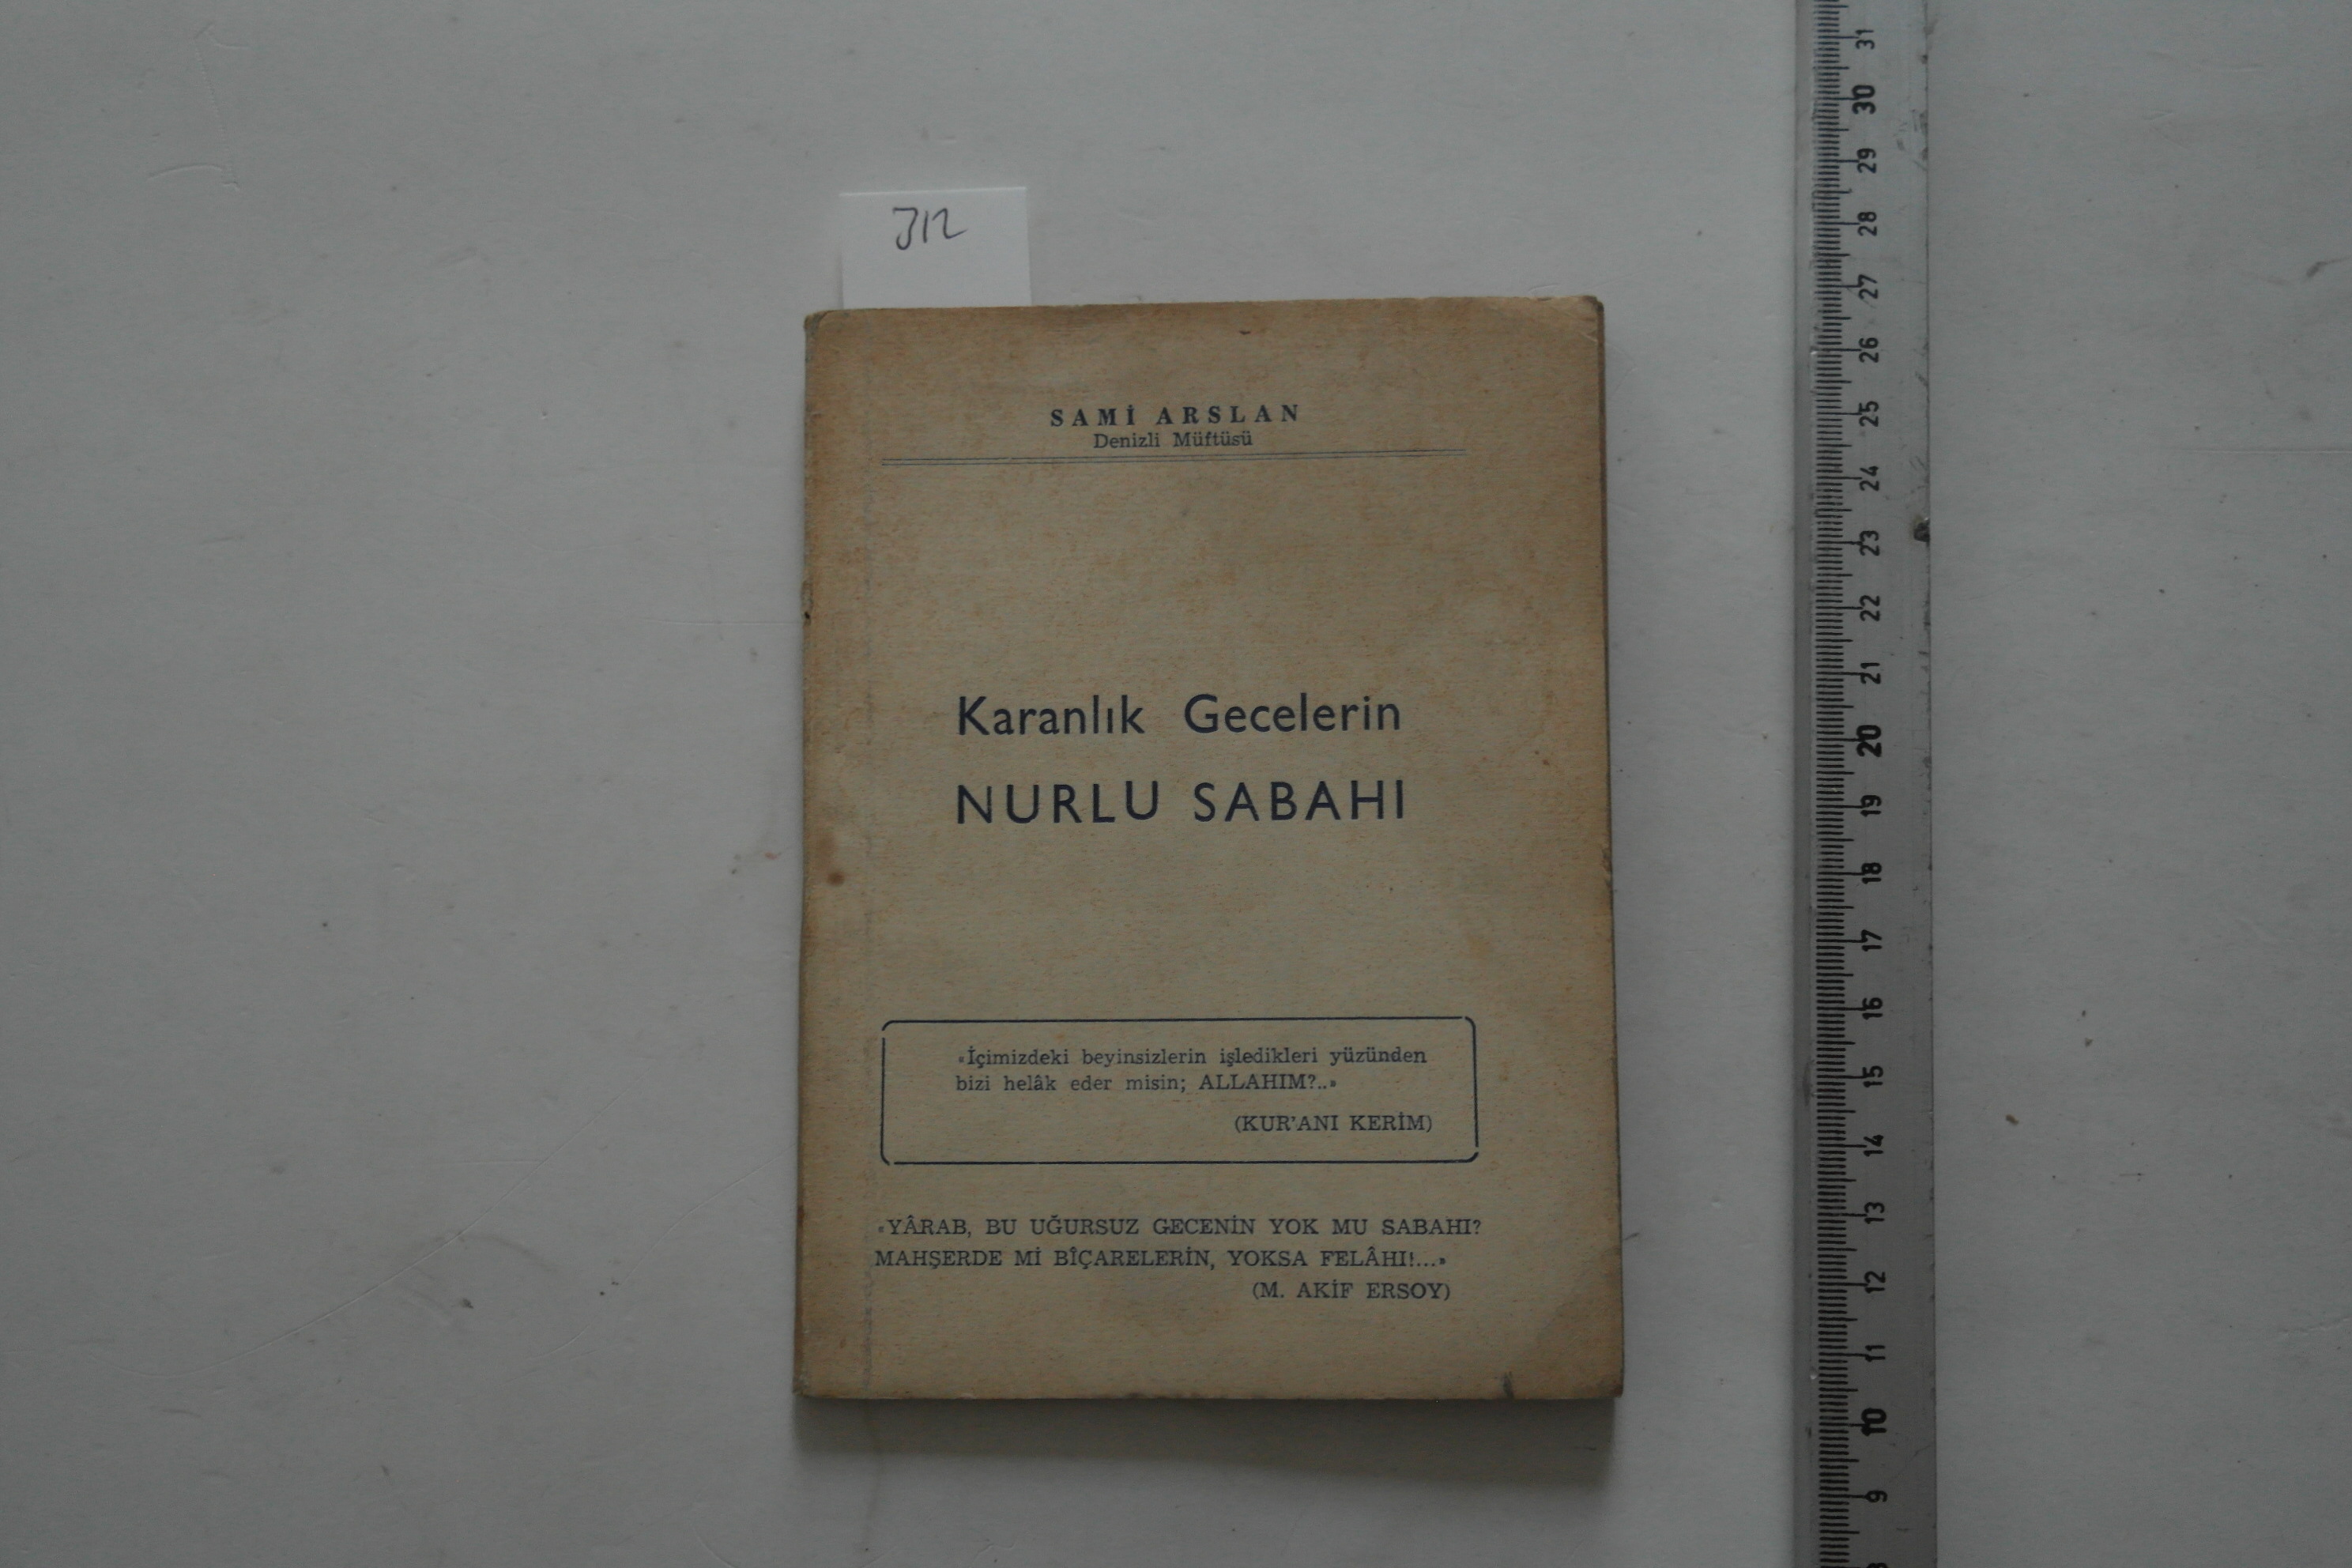 J12
SAMİ ARSLAN
Denizli Müftüsü
Karanlık Gecelerin
NURLU SABAHI
«İçimizdeki beyinsizlerin işledikleri yüzünden
bizi helâk eder misin; ALLAHIM?..»
(KUR'ANI KERİM)
«YÂRAB, BU UĞURSUZ GECENİN YOK MU SABAHI?
MAHŞERDE Mİ BÎÇARELERİN, YOKSA FELÂHI!...»
(M. AKİF ERSOY)
31
30
29
28
27
26
25
24
23
22
21
20
19
18
17
16
15
14
13
12
11
10
9